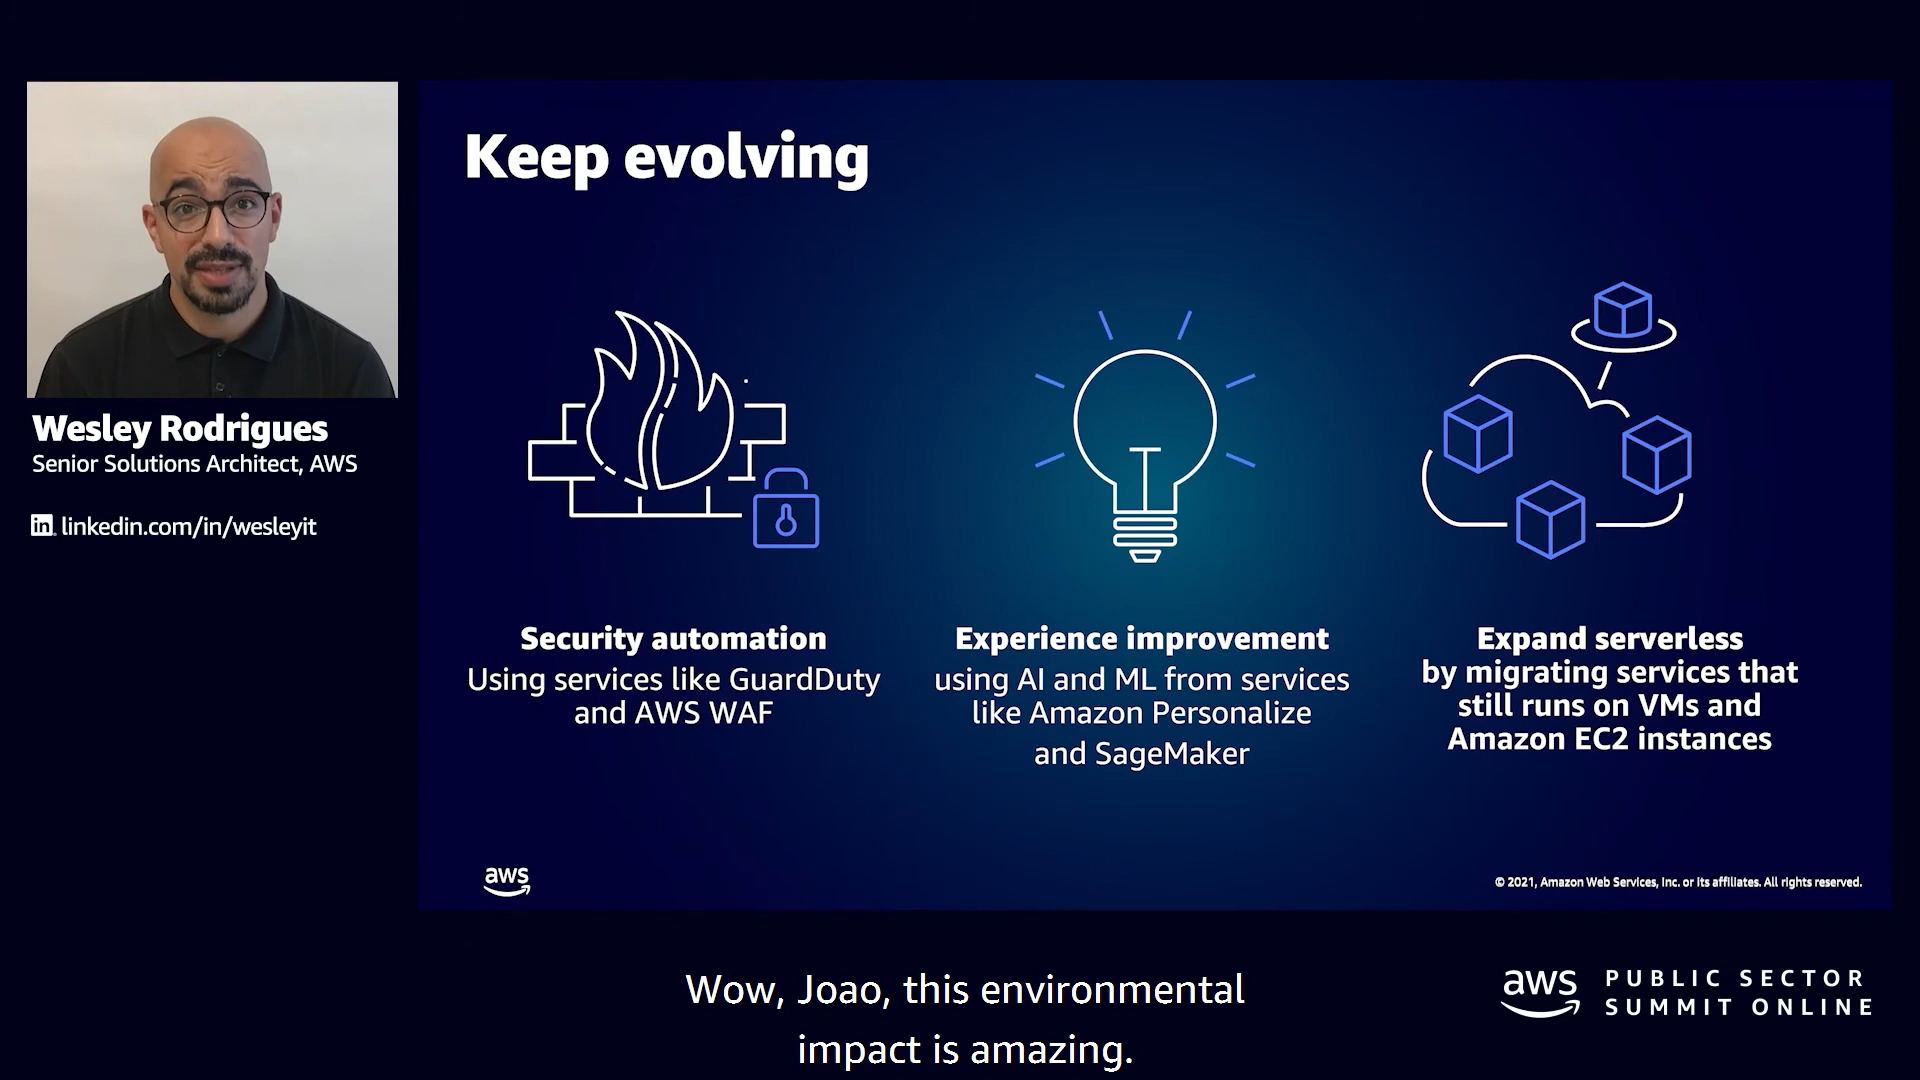 Keep evolving
Wesley Rodrigues
Senior Solutions Architect, AWS
in. linkedin.com/in/wesleyit
Security automation
Using services like GuardDuty
and AWS WAF
Experience improvement
using AI and ML from services
like Amazon Personalize
and SageMaker
Expand serverless
by migrating services that
still runs on VMs and
Amazon EC2 instances
aws
© 2021, Amazon Web Services, Inc. or its affiliates. All rights reserved.
Wow, Joao, this environmental
impact is amazing.
aws
PUBLIC SECTOR
SUMMIT ONLINE